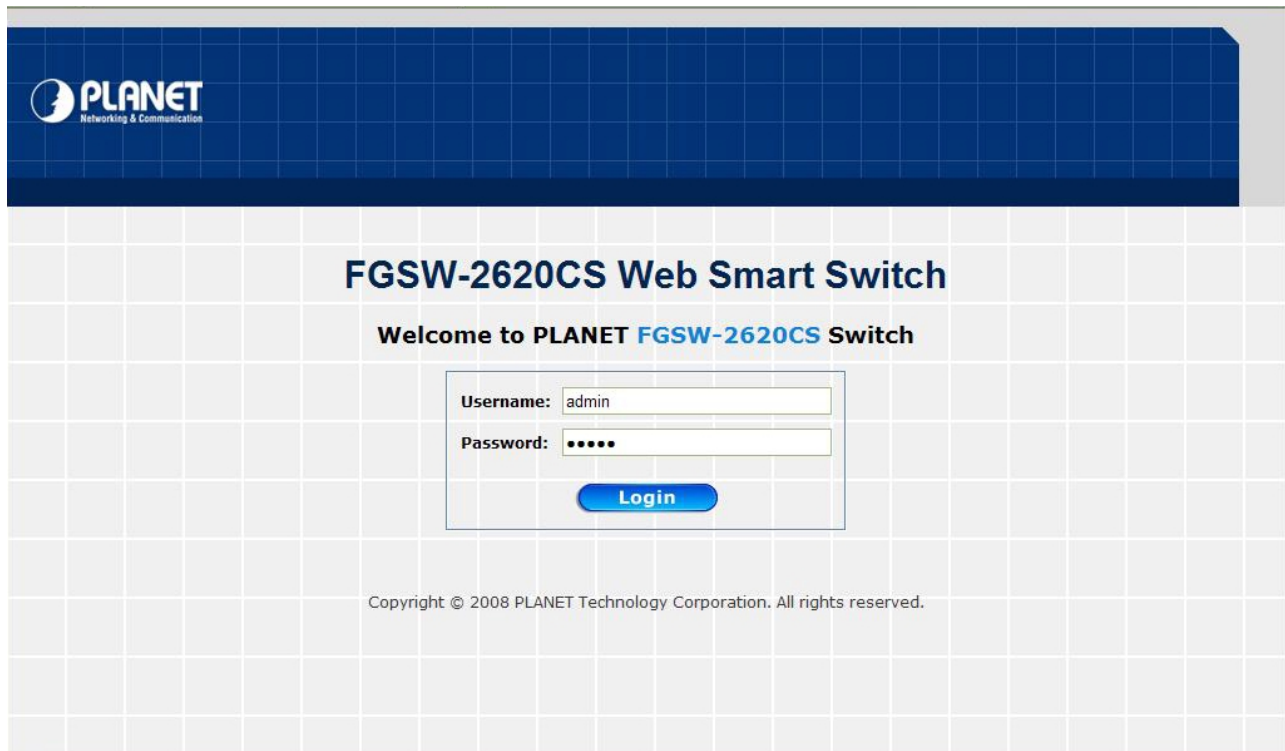 PLANET
Networking & Communication
FGSW-2620CS Web Smart Switch
Welcome to PLANET FGSW-2620CS Switch
Username: admin
Password: •••••
Login
Copyright © 2008 PLANET Technology Corporation. All rights reserved.